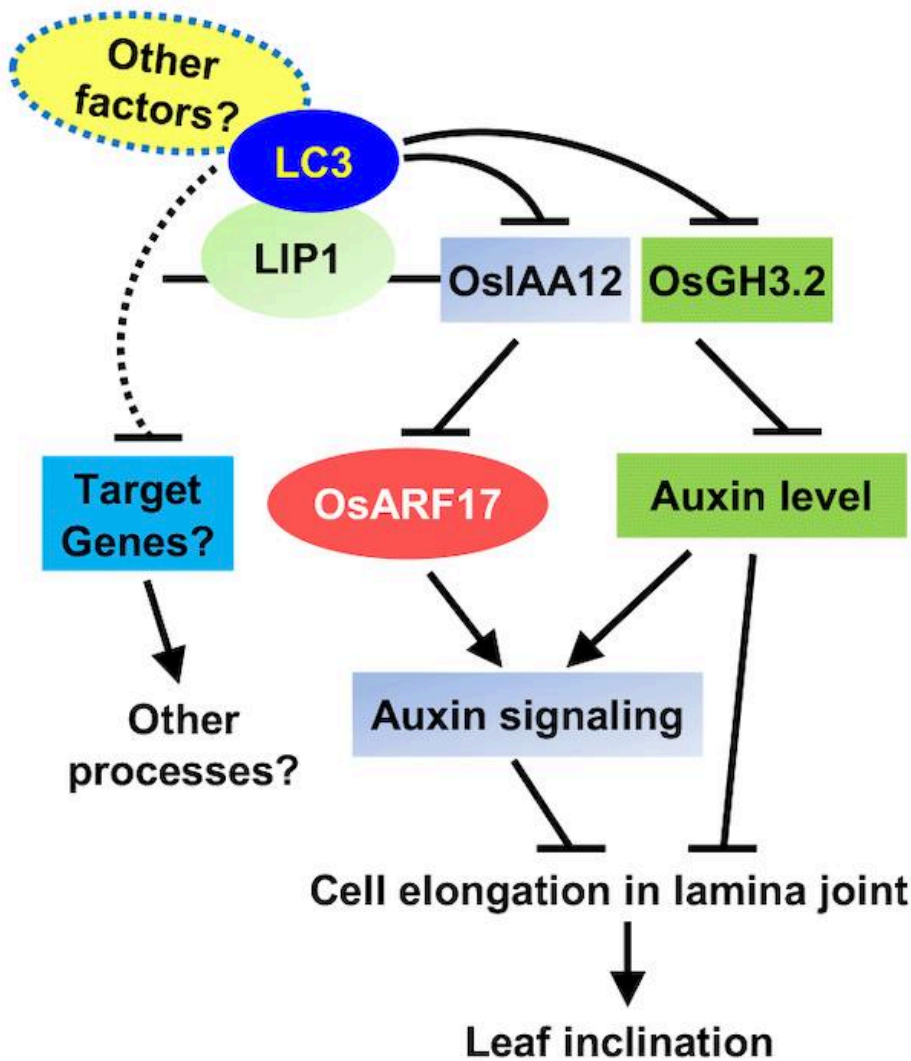 Other
factors?
LC3
LIP1
OsIAA12
OsGH3.2
Target
Genes?
OsARF17
Auxin level
Other
processes?
Auxin signaling
Cell elongation in lamina joint
Leaf inclination